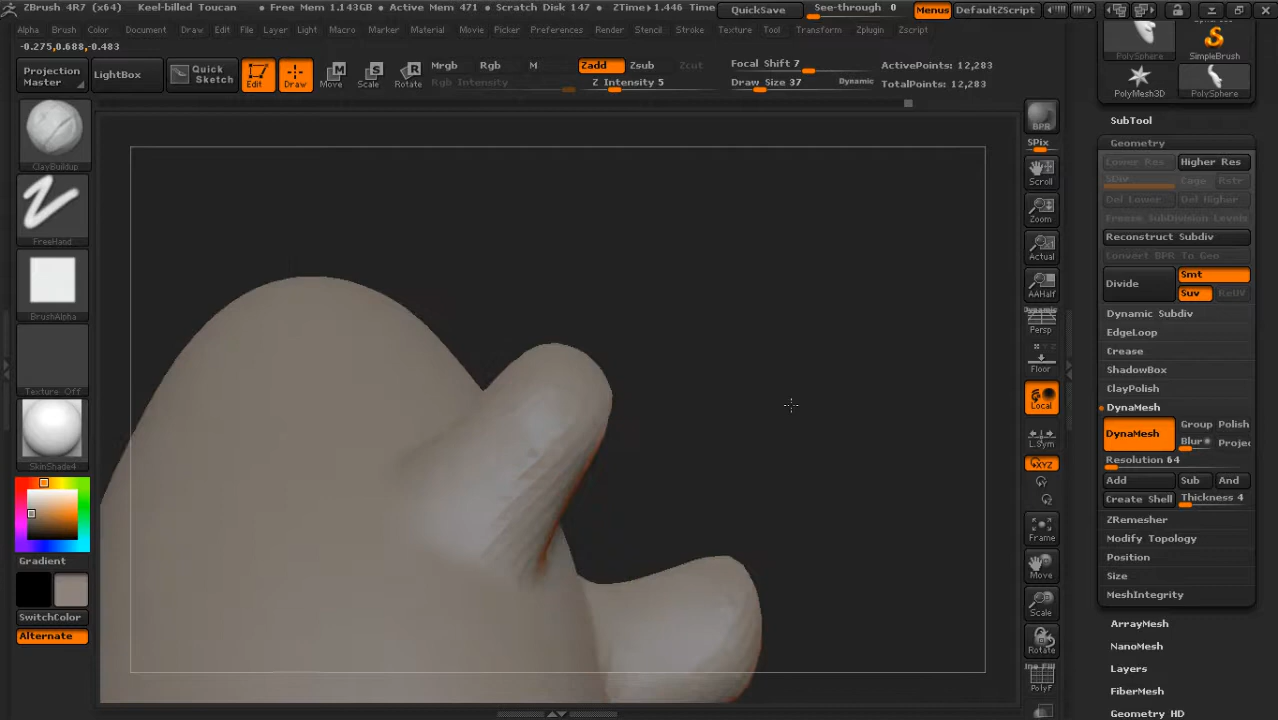 ZBrush 4R7 (x64) Keel-billed Toucan • Free Mem 1.143GB • Active Mem 471 • Scratch Disk 147 • ZTime▸1.446 Time
QuickSave
See-through 0
Menus
DefaultZScript
Alpha Brush Color Document Draw Edit File Layer Light Macro Marker Material Movie Picker Preferences Render Stencil Stroke Texture Tool Transform Zplugin Zscript
-0.275,0.688,-0.483
Projection Master
LightBox
Quick Sketch
Edit
Draw
Move
Scale
Rotate
Mrgb Rgb M
Rgb Intensity
Zadd Zsub Zcut
Z Intensity 5
Focal Shift 7
Draw Size 37
Dynamic
ActivePoints: 12,283
TotalPoints: 12,283
ClayBuildup
FreeHand
BrushAlpha
Texture Off
SkinShade4
Gradient
SwitchColor
Alternate
BPR
SPix
Scroll
Zoom
Actual
AAHalf
Dynamic
Persp
Floor
Local
L.Sym
XYZ
Y
Z
Frame
Move
Scale
Rotate
Line Fill
PolyF
PolySphere
SimpleBrush
PolyMesh3D
PolySphere
SubTool
Geometry
Lower Res
Higher Res
SDiv
Cage
Rstr
Del Lower
Del Higher
Freeze SubDivision Levels
Reconstruct Subdiv
Convert BPR To Geo
Divide
Smt
Suv
ReUV
Dynamic Subdiv
EdgeLoop
Crease
ShadowBox
ClayPolish
DynaMesh
DynaMesh
Group
Polish
Blur
Projec
Resolution 64
Add
Sub
And
Create Shell
Thickness 4
ZRemesher
Modify Topology
Position
Size
MeshIntegrity
ArrayMesh
NanoMesh
Layers
FiberMesh
Geometry HD